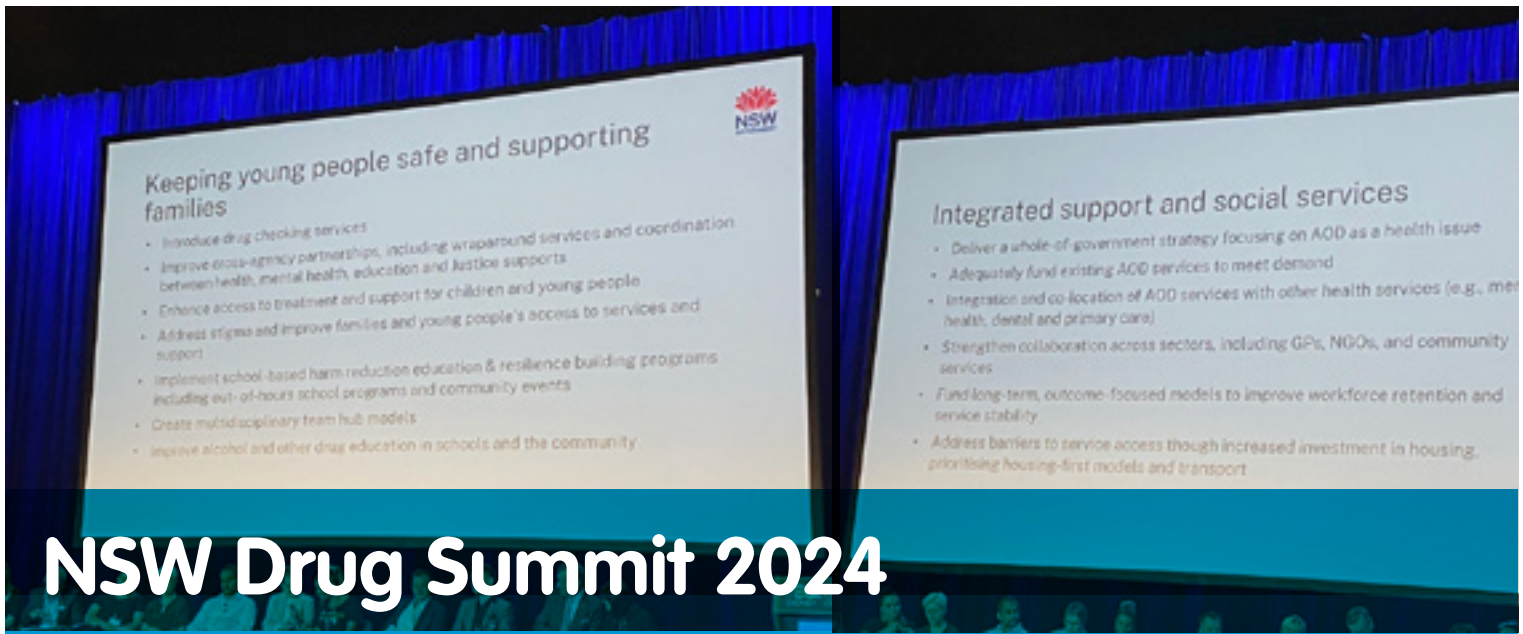 NSW
Keeping young people safe and supporting
families
• Introduce drug checking services
• Improve cross-agency partnerships, including wraparound services and coordination
between health, mental health, education and Justice supports
• Enhance access to treatment and support for children and young people
• Address stigma and improve families and young people's access to services and
support
• Implement school-based harm reduction education & resilience building programs
including out-of-hours school programs and community events
• Create multidisciplinary team hub models
• Improve alcohol and other drug education in schools and the community
Integrated support and social services
• Deliver a whole-of-government strategy focusing on AOD as a health issue
• Adequately fund existing AOD services to meet demand
• Integration and co-location of AOD services with other health services (e.g.,
health, dental and primary care)
• Strengthen collaboration across sectors, including GPs, NGOs, and community
services
• Fund long-term, outcome-focused models to improve workforce retention and
service stability
• Address barriers to service access though increased investment in housing,
prioritising housing-first models and transport
NSW Drug Summit 2024